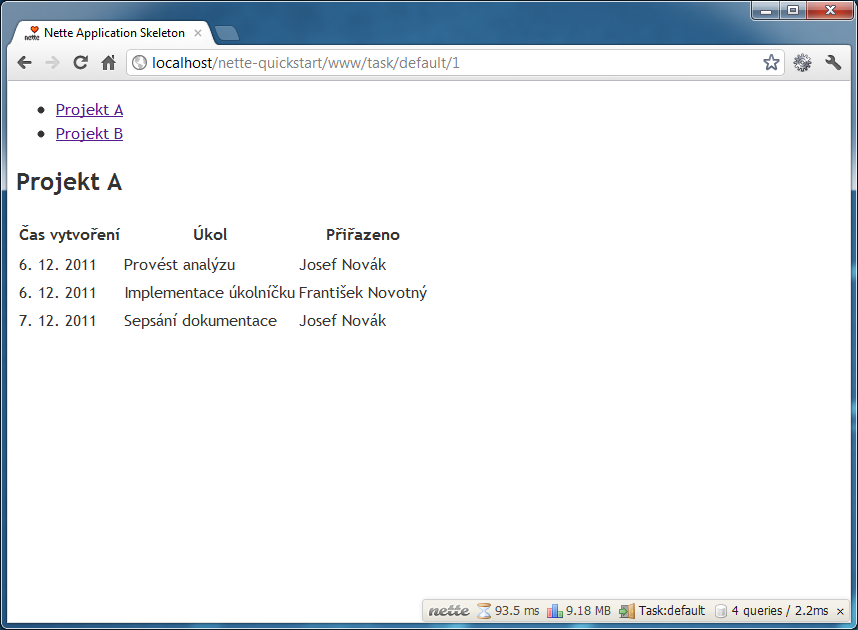 nette Nette Application Skeleton
localhost/nette-quickstart/www/task/default/1
Projekt A
Projekt B
Projekt A
Čas vytvoření Úkol Přiřazeno
6. 12. 2011 Provést analýzu Josef Novák
6. 12. 2011 Implementace úkolníčku František Novotný
7. 12. 2011 Sepsání dokumentace Josef Novák
nette 93.5 ms 9.18 MB Task:default 4 queries / 2.2ms ×